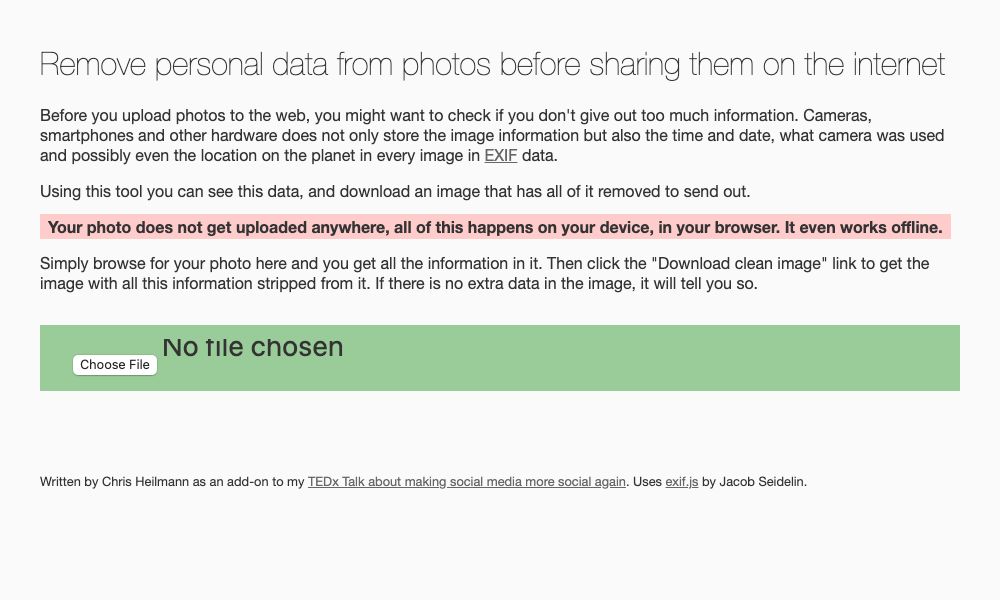 Remove personal data from photos before sharing them on the internet
Before you upload photos to the web, you might want to check if you don't give out too much information. Cameras,
smartphones and other hardware does not only store the image information but also the time and date, what camera was used
and possibly even the location on the planet in every image in EXIF data.
Using this tool you can see this data, and download an image that has all of it removed to send out.
Your photo does not get uploaded anywhere, all of this happens on your device, in your browser. It even works offline.
Simply browse for your photo here and you get all the information in it. Then click the "Download clean image" link to get the
image with all this information stripped from it. If there is no extra data in the image, it will tell you so.
Choose File No file chosen
Written by Chris Heilmann as an add-on to my TEDx Talk about making social media more social again. Uses exif.js by Jacob Seidelin.